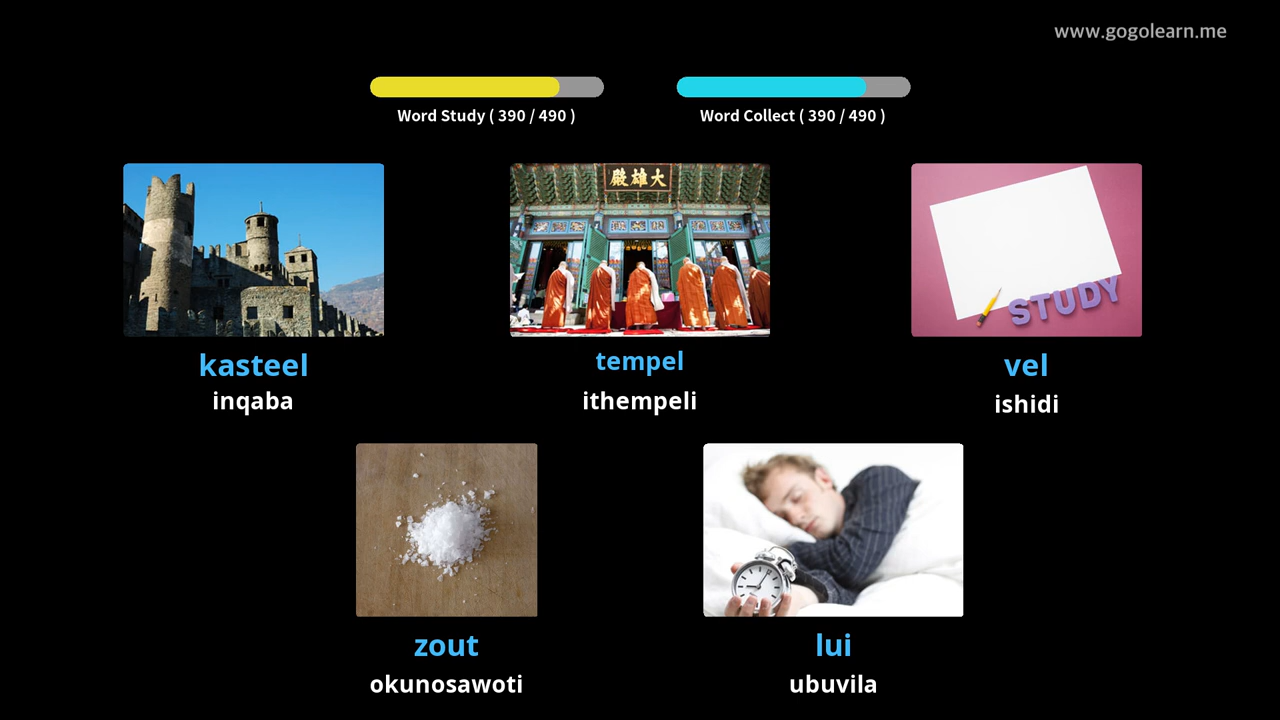 www.gogolearn.me
Word Study ( 390 / 490 )
Word Collect ( 390 / 490 )
大雄殿
STUDY
kasteel
inqaba
tempel
ithempeli
vel
ishidi
zout
okunosawoti
lui
ubuvila